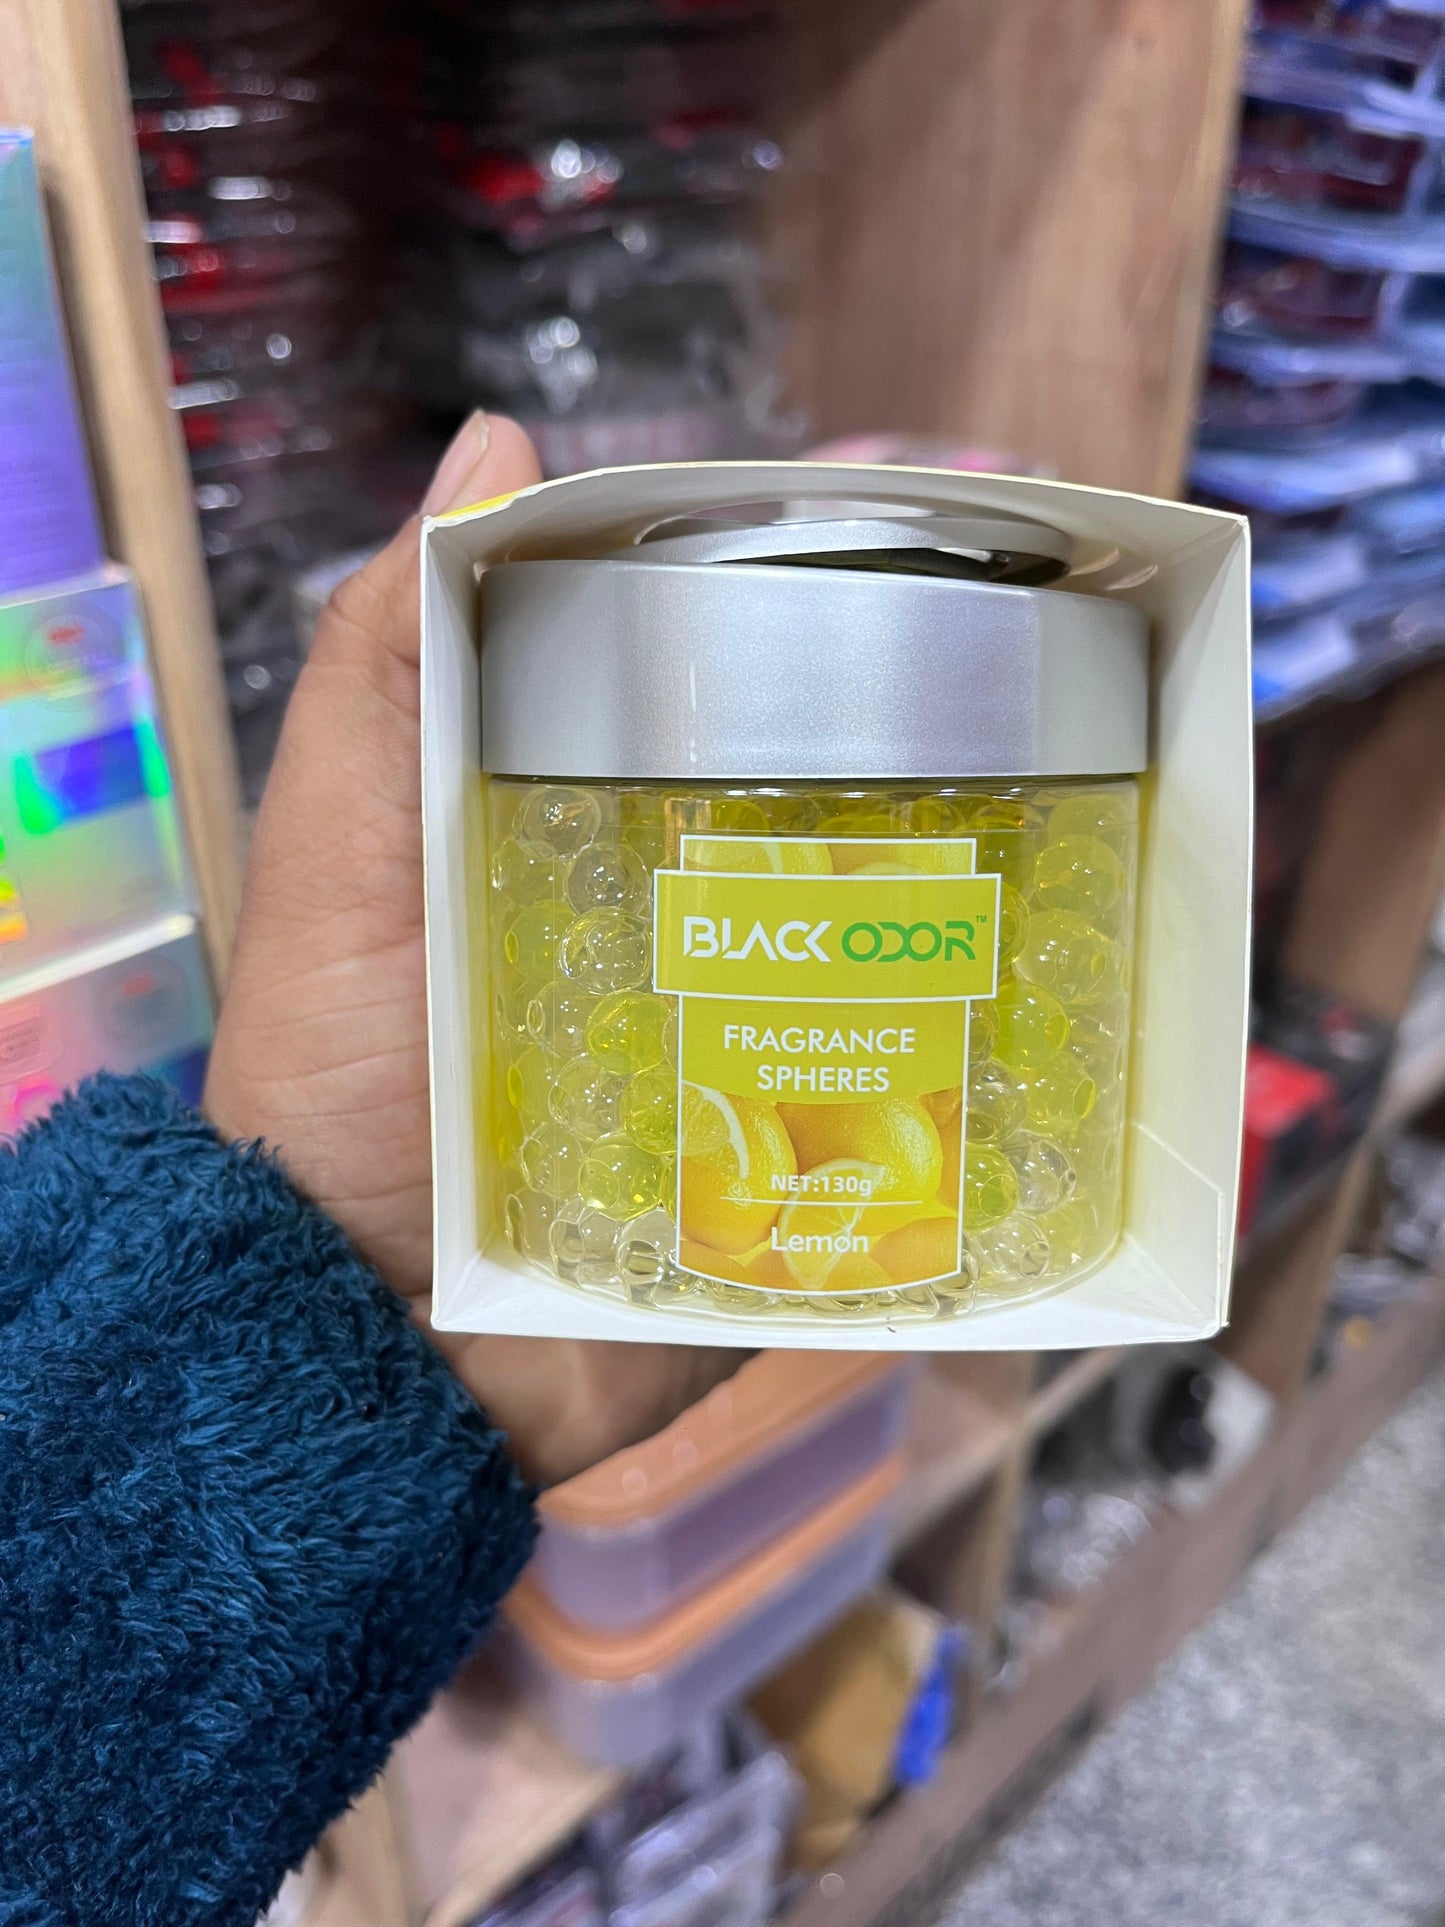 BLACK ODOR™
FRAGRANCE
SPHERES
NET:130g
Lemon